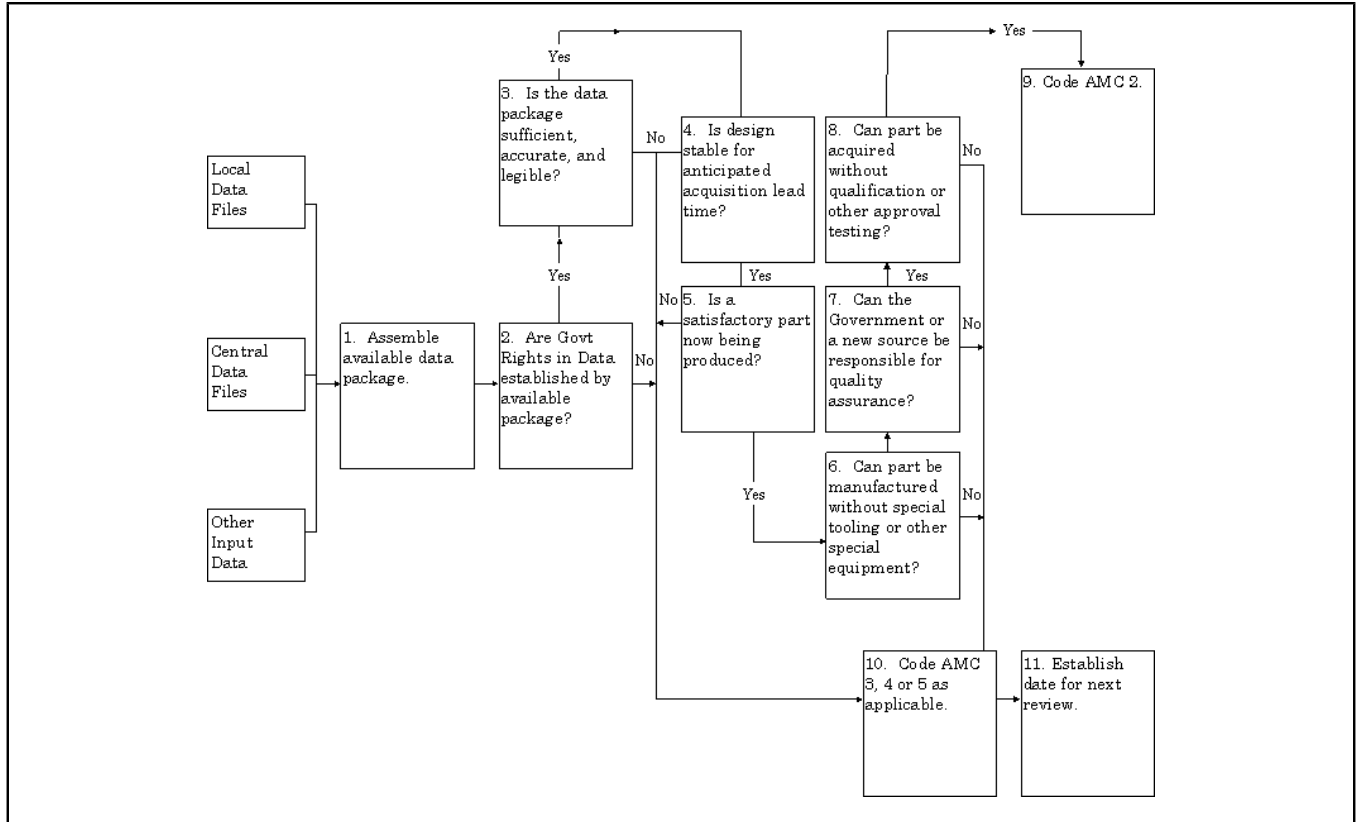 Local
Data
Files
Central
Data
Files
Other
Input
Data
1. Assemble
available data
package.
2. Are Govt
Rights in Data
established by
available
package?
No
Yes
3. Is the data
package
sufficient,
accurate, and
legible?
No
Yes
4. Is design
stable for
anticipated
acquisition lead
time?
Yes
No
5. Is a
satisfactory part
now being
produced?
Yes
6. Can part be
manufactured
without special
tooling or other
special
equipment?
No
7. Can the
Government or
a new source be
responsible for
quality
assurance?
No
Yes
8. Can part be
acquired
without
qualification or
other approval
testing?
No
Yes
9. Code AMC 2.
10. Code AMC
3, 4 or 5 as
applicable.
11. Establish
date for next
review.